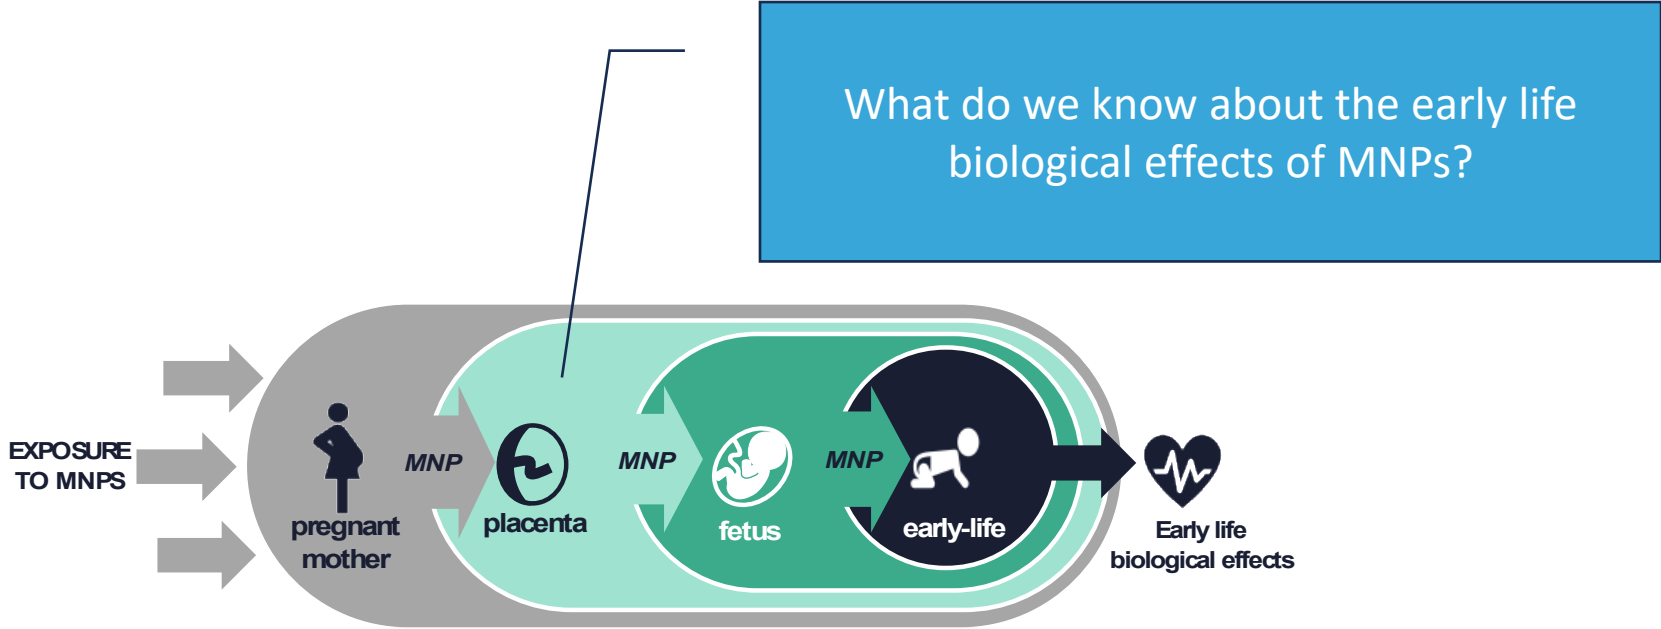 What do we know about the early life
biological effects of MNPs?
EXPOSURE
TO MNPS
MNP
MNP
MNP
pregnant
mother
placenta
fetus
early-life
Early life
biological effects